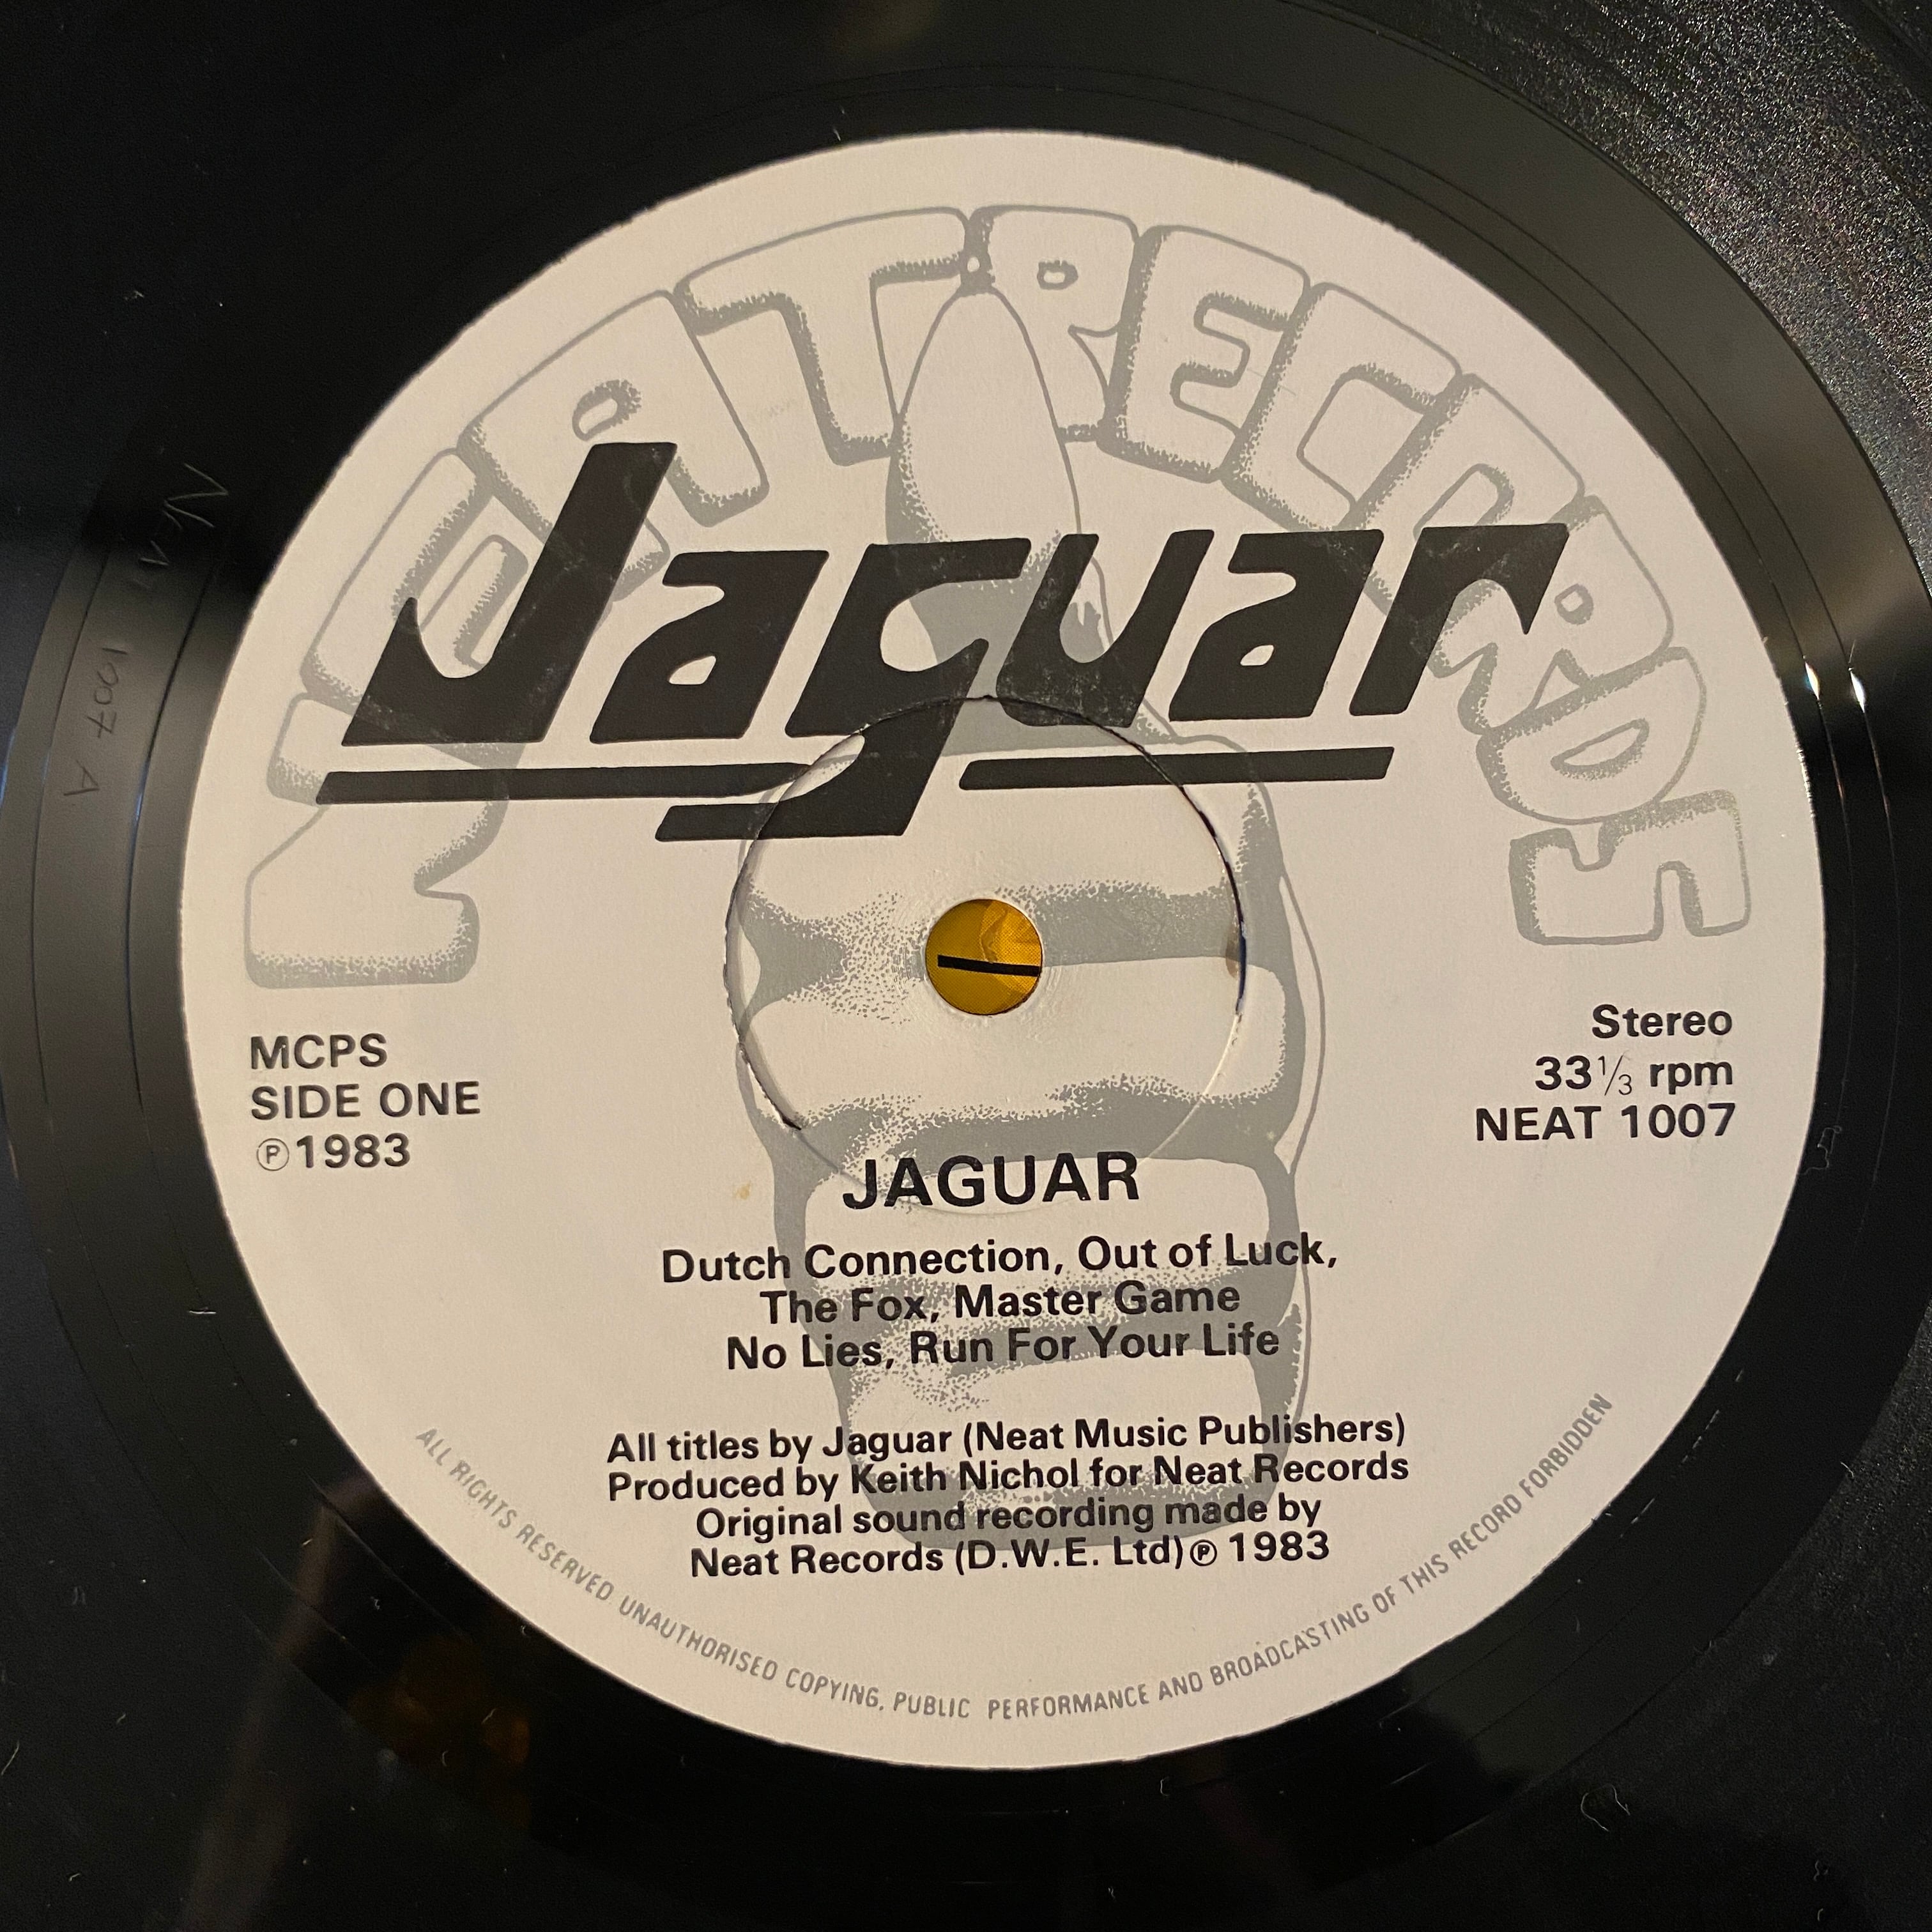 NEAT RECORDS
Jaguar
MCPS
SIDE ONE
Ⓟ1983
Stereo
33⅓ rpm
NEAT 1007
JAGUAR
Dutch Connection, Out of Luck,
The Fox, Master Game
No Lies, Run For Your Life
All titles by Jaguar (Neat Music Publishers)
Produced by Keith Nichol for Neat Records
Original sound recording made by
Neat Records (D.W.E. Ltd)Ⓟ 1983
ALL RIGHTS RESERVED UNAUTHORISED COPYING, PUBLIC PERFORMANCE AND BROADCASTING OF THIS RECORD FORBIDDEN
NEAT 1007 A